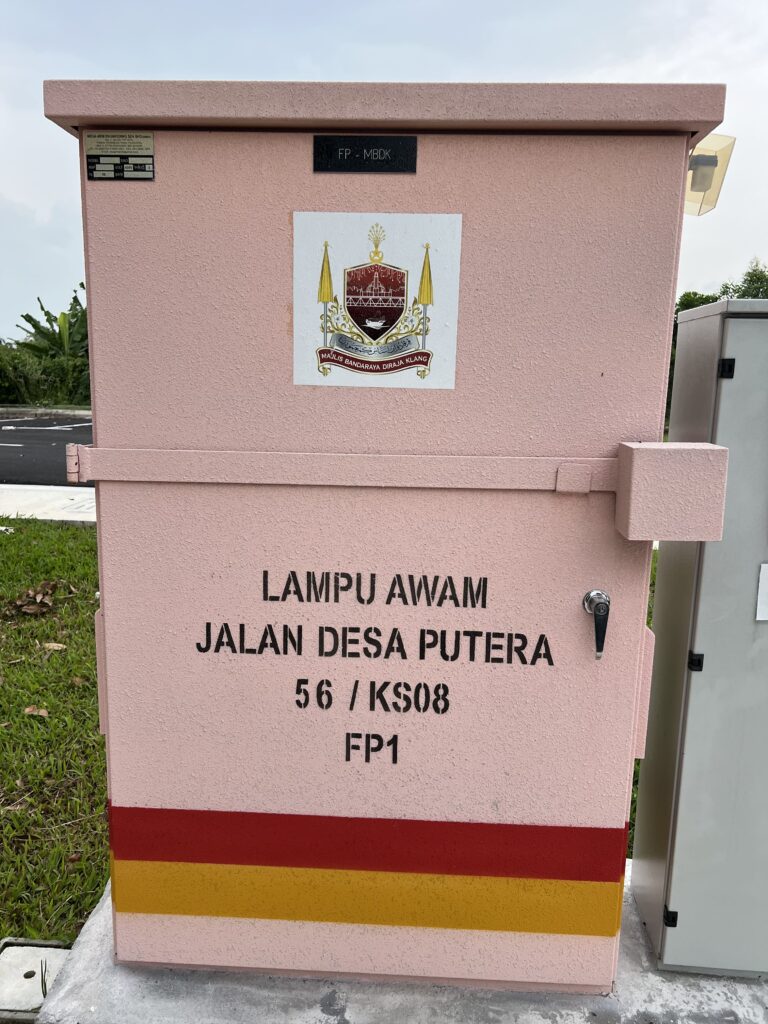 FP - MBDK
MAJLIS BANDARAYA DIRAJA KLANG
LAMPU AWAM
JALAN DESA PUTERA
56 / KS08
FP1